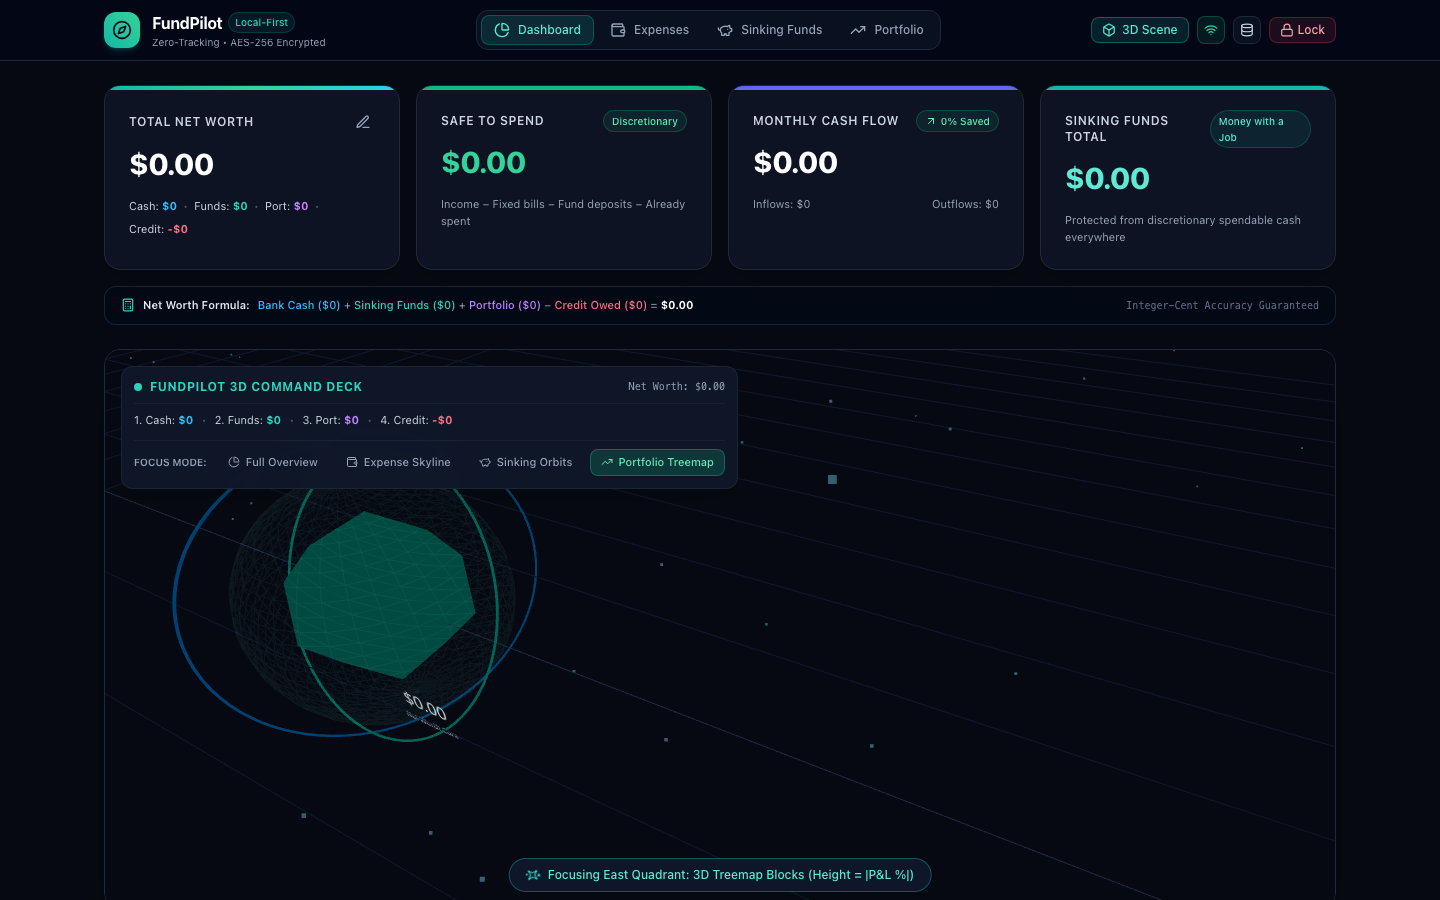 FundPilot
Local-First
Zero-Tracking • AES-256 Encrypted
Dashboard
Expenses
Sinking Funds
Portfolio
3D Scene
Lock
TOTAL NET WORTH
$0.00
Cash: $0 · Funds: $0 · Port: $0 ·
Credit: -$0
SAFE TO SPEND
Discretionary
$0.00
Income – Fixed bills – Fund deposits – Already
spent
MONTHLY CASH FLOW
0% Saved
$0.00
Inflows: $0
Outflows: $0
SINKING FUNDS
TOTAL
Money with a
Job
$0.00
Protected from discretionary spendable cash
everywhere
Net Worth Formula: Bank Cash ($0) + Sinking Funds ($0) + Portfolio ($0) – Credit Owed ($0) = $0.00
Integer-Cent Accuracy Guaranteed
FUNDPILOT 3D COMMAND DECK
Net Worth: $0.00
1. Cash: $0 · 2. Funds: $0 · 3. Port: $0 · 4. Credit: -$0
FOCUS MODE:
Full Overview
Expense Skyline
Sinking Orbits
Portfolio Treemap
$0.00
Focusing East Quadrant: 3D Treemap Blocks (Height = |P&L %|)